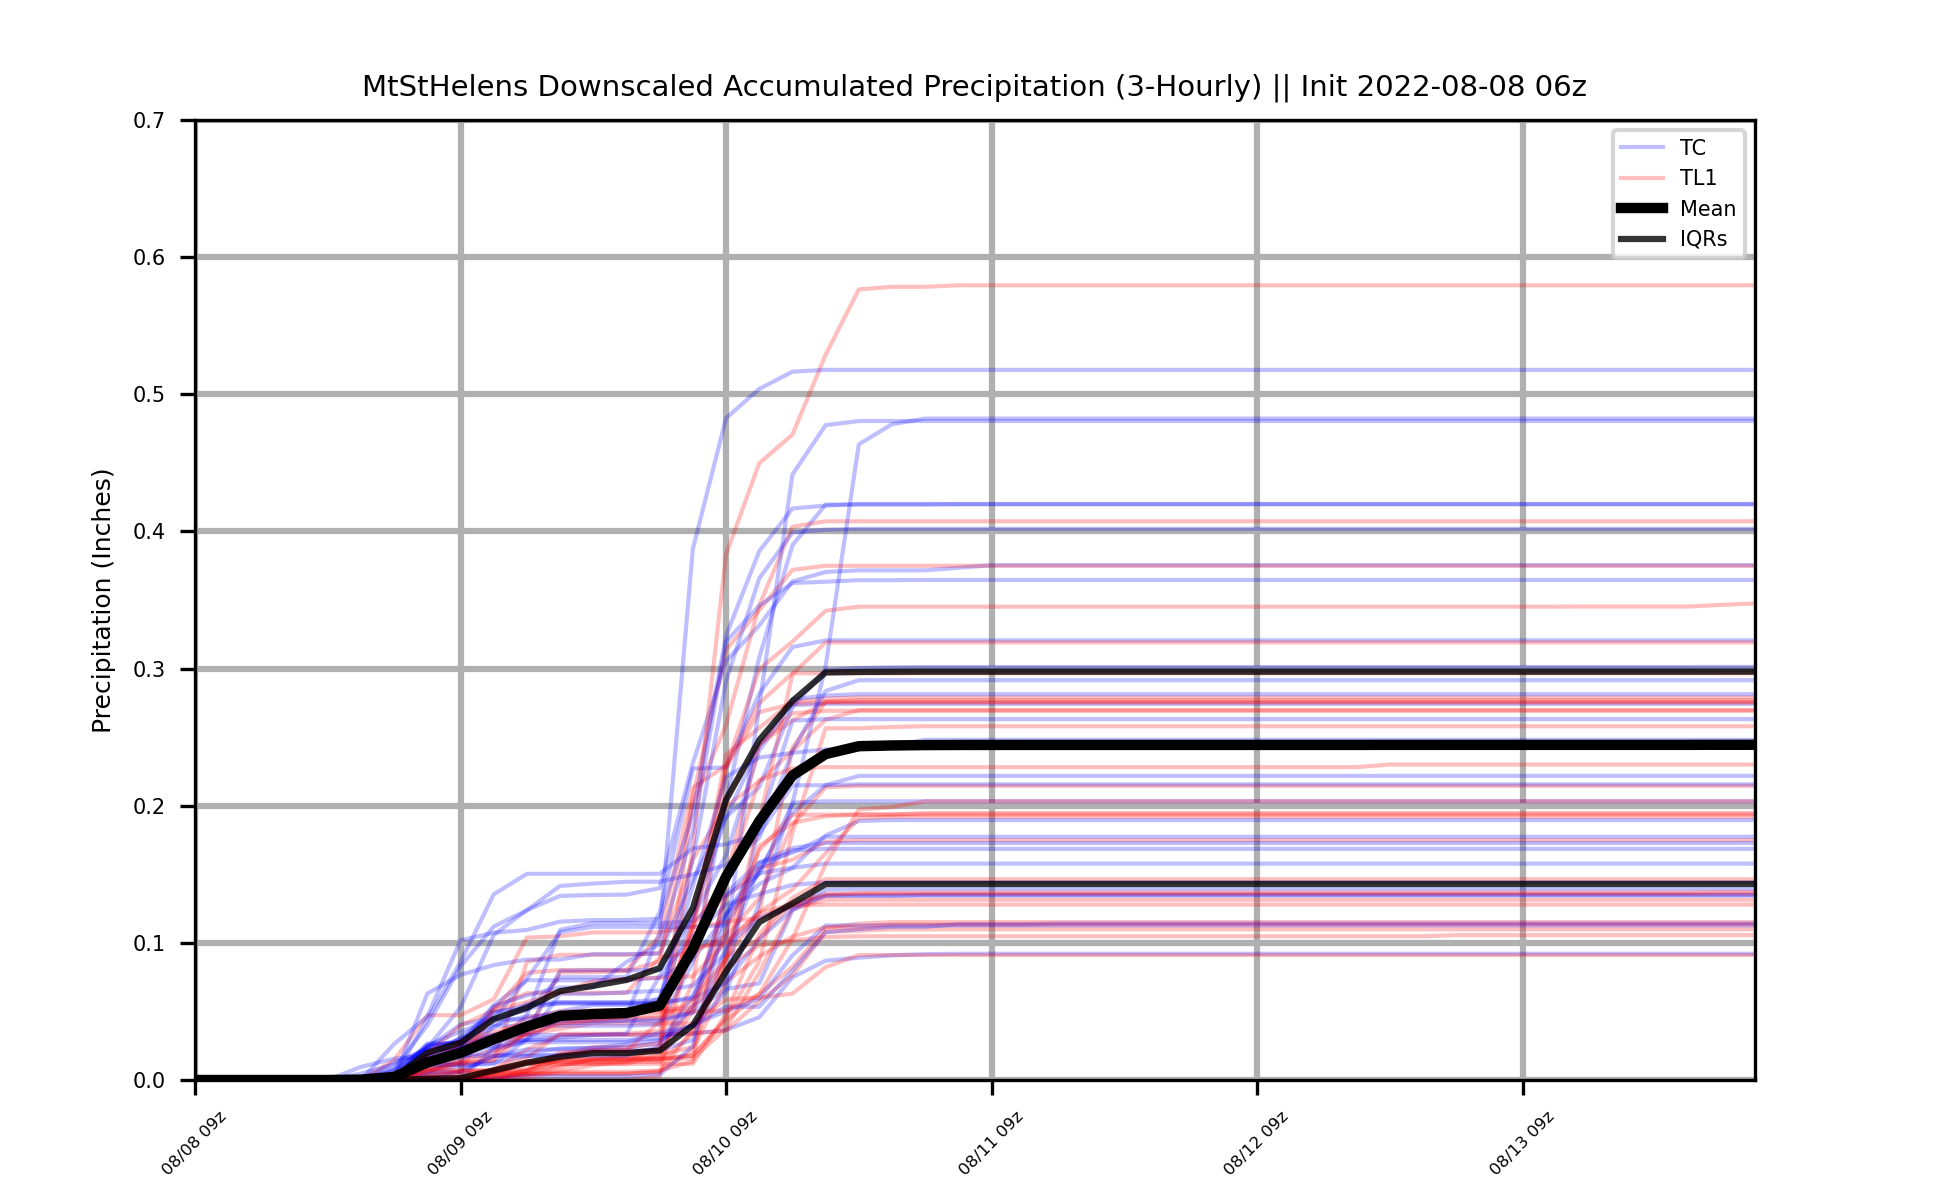 MtStHelens Downscaled Accumulated Precipitation (3-Hourly) || Init 2022-08-08 06z
Precipitation (Inches)
0.7
0.6
0.5
0.4
0.3
0.2
0.1
0.0
TC
TL1
Mean
IQRs
08/08 09z
08/09 09z
08/10 09z
08/11 09z
08/12 09z
08/13 09z